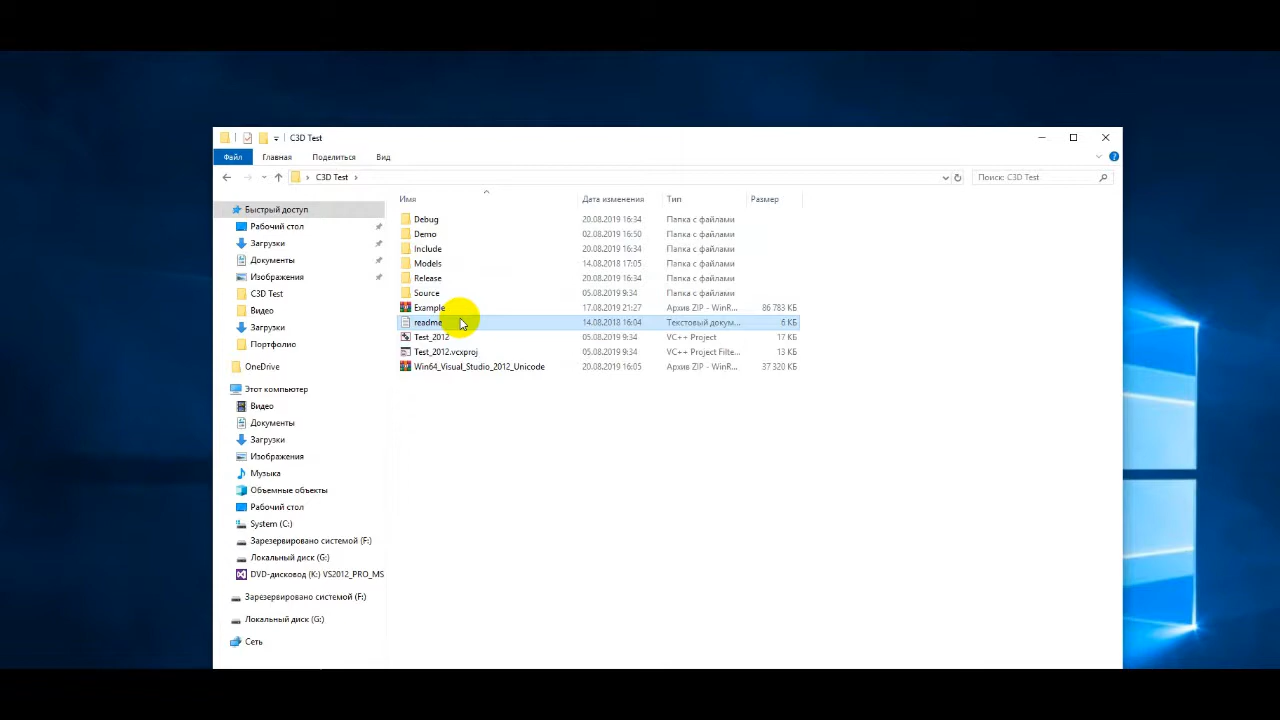 C3D Test
Файл Главная Поделиться Вид
C3D Test Поиск: C3D Test
Имя Дата изменения Тип Размер
Debug 20.08.2019 16:34 Папка с файлами
Demo 02.08.2019 16:50 Папка с файлами
Include 20.08.2019 16:34 Папка с файлами
Models 14.08.2018 17:05 Папка с файлами
Release 20.08.2019 16:34 Папка с файлами
Source 05.08.2019 9:34 Папка с файлами
Example 17.08.2019 21:27 Архив ZIP - WinR... 86 783 КБ
readme 14.08.2018 16:04 Текстовый докум... 6 КБ
Test_2012 05.08.2019 9:34 VC++ Project 17 КБ
Test_2012.vcxproj 05.08.2019 9:34 VC++ Project Filte... 13 КБ
Win64_Visual_Studio_2012_Unicode 20.08.2019 16:05 Архив ZIP - WinR... 37 320 КБ
Быстрый доступ
Рабочий стол
Загрузки
Документы
Изображения
C3D Test
Видео
Загрузки
Портфолио
OneDrive
Этот компьютер
Видео
Документы
Загрузки
Изображения
Музыка
Объемные объекты
Рабочий стол
System (C:)
Зарезервировано системой (F:)
Локальный диск (G:)
DVD-дисковод (K:) VS2012_PRO_MS
Зарезервировано системой (F:)
Локальный диск (G:)
Сеть